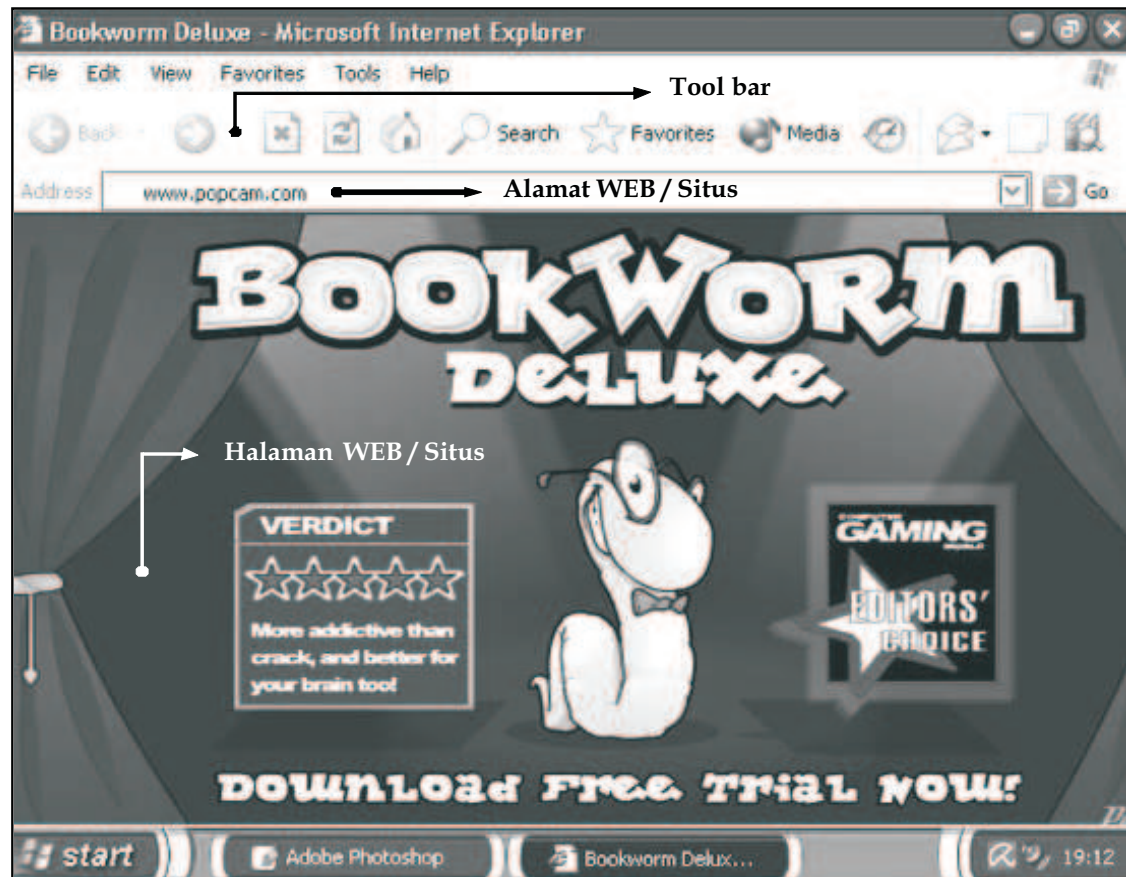 Bookworm Deluxe - Microsoft Internet Explorer
File Edit View Favorites Tools Help
Tool bar
Back Search Favorites Media
Address www.popcam.com Alamat WEB / Situs Go
BOOKWORM
DELUXE
Halaman WEB / Situs
VERDICT
More addictive than
crack, and better for
your brain too!
COMPUTER
GAMING
WORLD
EDITORS'
CHOICE
DOWNLOAD FREE TRIAL NOW!
start Adobe Photoshop Bookworm Delux... 19:12